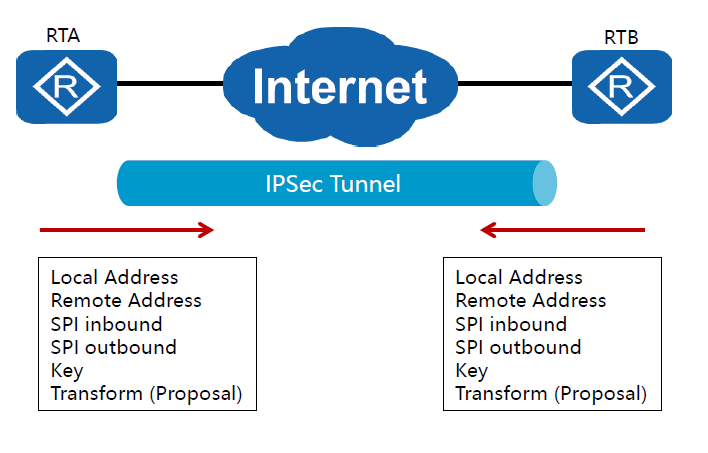 RTA
RTB
R
Internet
R
IPSec Tunnel
Local Address
Remote Address
SPI inbound
SPI outbound
Key
Transform (Proposal)
Local Address
Remote Address
SPI inbound
SPI outbound
Key
Transform (Proposal)